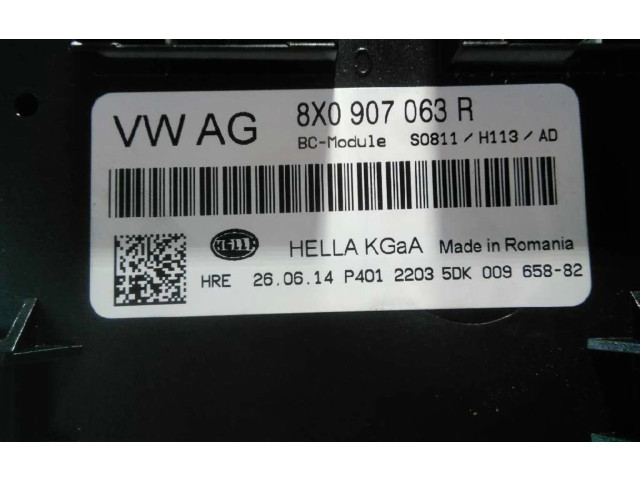 VW AG
8X0 907 063 R
BC-Module S0811 / H113 / AD
HELLA
HELLA KGaA Made in Romania
HRE 26.06.14 P401 2203 5DK 009 658-82